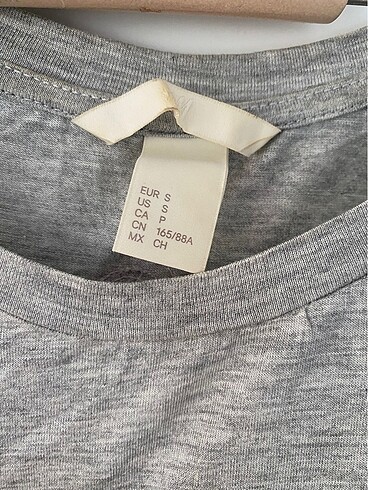 EUR S
US S
CA P
CN 165/88A
MX CH